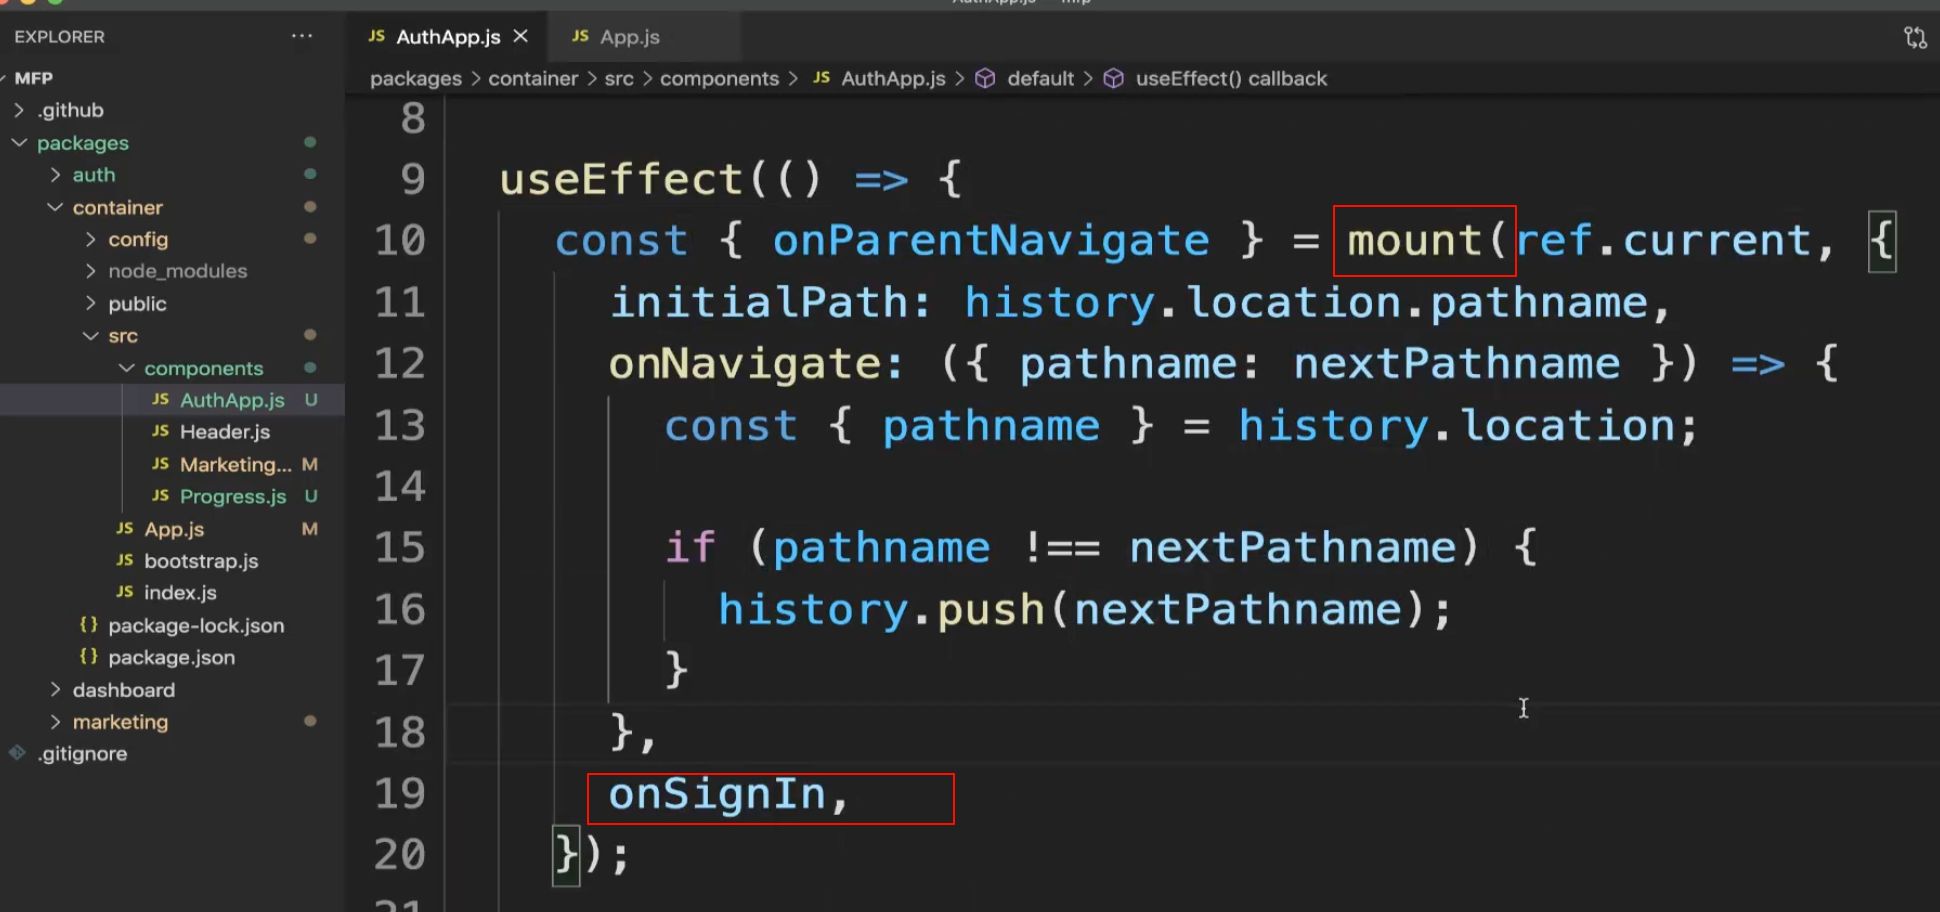 EXPLORER ···
MFP
.github
packages
auth
container
config
node_modules
public
src
components
JS AuthApp.js U
JS Header.js
JS Marketing... M
JS Progress.js U
JS App.js M
JS bootstrap.js
JS index.js
{} package-lock.json
{} package.json
dashboard
marketing
.gitignore
JS AuthApp.js × JS App.js
packages > container > src > components > JS AuthApp.js > default > useEffect() callback
8
9 useEffect(() => {
10 const { onParentNavigate } = mount(ref.current, {
11 initialPath: history.location.pathname,
12 onNavigate: ({ pathname: nextPathname }) => {
13 const { pathname } = history.location;
14
15 if (pathname !== nextPathname) {
16 history.push(nextPathname);
17 }
18 },
19 onSignIn,
20 });
21